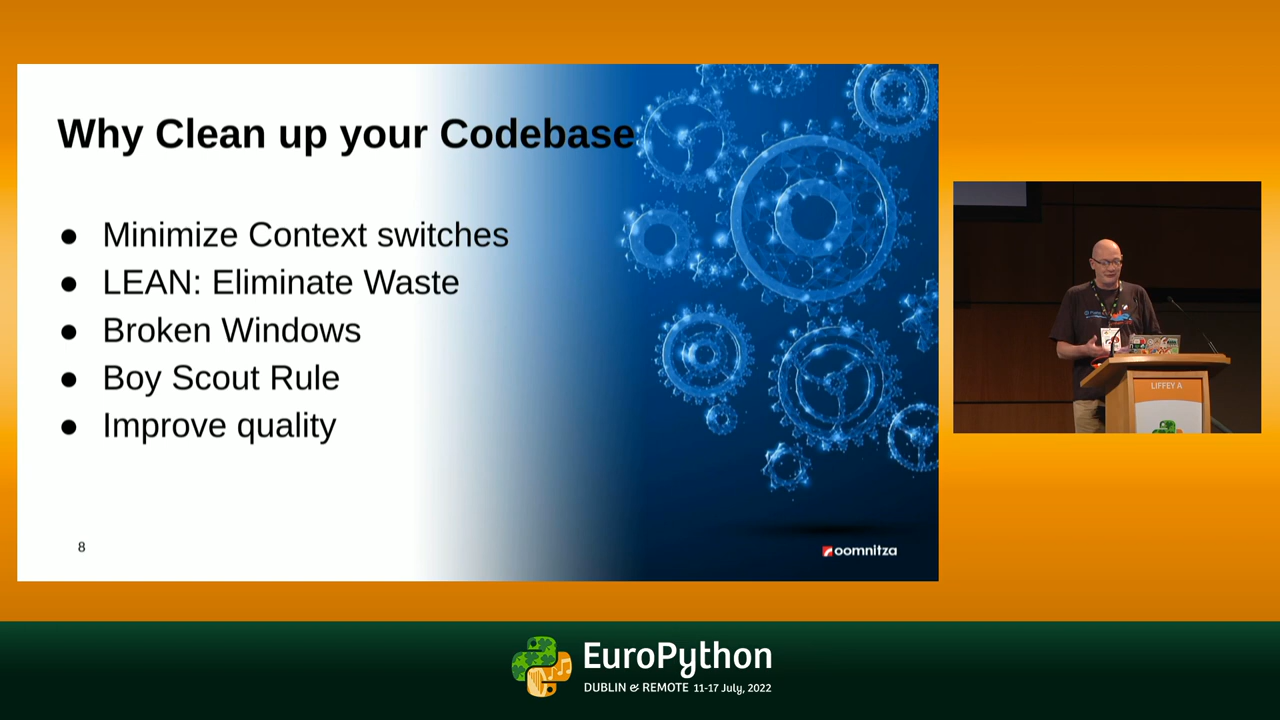 Why Clean up your Codebase
● Minimize Context switches
● LEAN: Eliminate Waste
● Broken Windows
● Boy Scout Rule
● Improve quality
8
oomnitza
LIFFEY A
EuroPython
DUBLIN & REMOTE 11-17 July, 2022